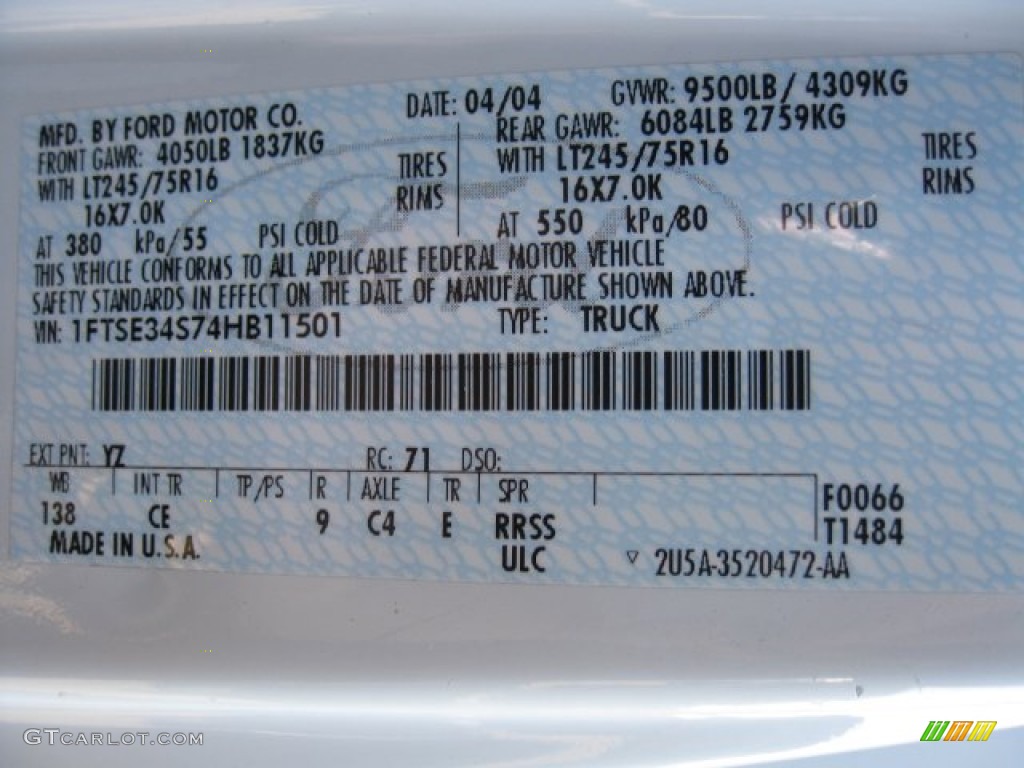 MFD. BY FORD MOTOR CO. DATE: 04/04 GVWR: 9500LB / 4309KG
FRONT GAWR: 4050LB 1837KG REAR GAWR: 6084LB 2759KG
WITH LT245/75R16 TIRES WITH LT245/75R16 TIRES
16X7.0K RIMS 16X7.0K RIMS
AT 380 kPa/55 PSI COLD AT 550 kPa/80 PSI COLD
THIS VEHICLE CONFORMS TO ALL APPLICABLE FEDERAL MOTOR VEHICLE
SAFETY STANDARDS IN EFFECT ON THE DATE OF MANUFACTURE SHOWN ABOVE.
VIN: 1FTSE34S74HB11501 TYPE: TRUCK
EXT PNT: YZ RC: 71 DSO:
WB INT TR TP/PS R AXLE TR SPR
138 CE 9 C4 E RRSS
F0066
T1484
MADE IN U.S.A. ULC ▽ 2U5A-3520472-AA
GTCARLOT.COM